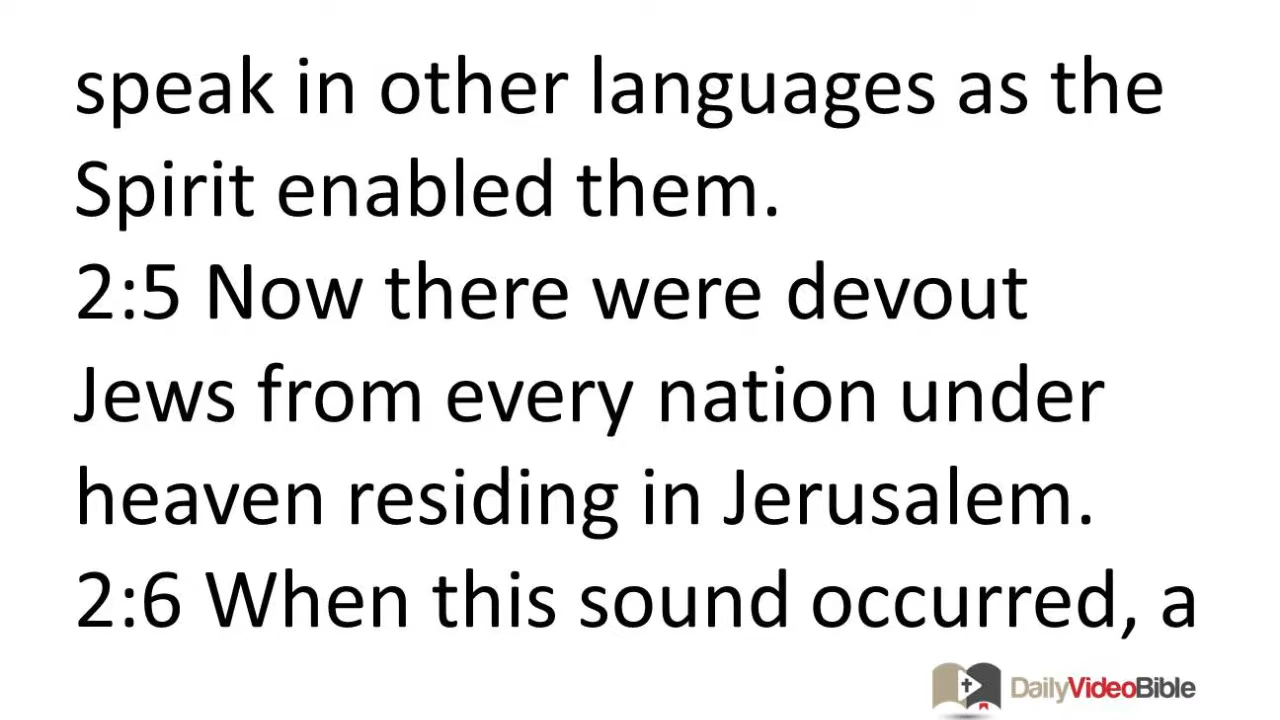 speak in other languages as the
Spirit enabled them.
2:5 Now there were devout
Jews from every nation under
heaven residing in Jerusalem.
2:6 When this sound occurred, a
DailyVideoBible